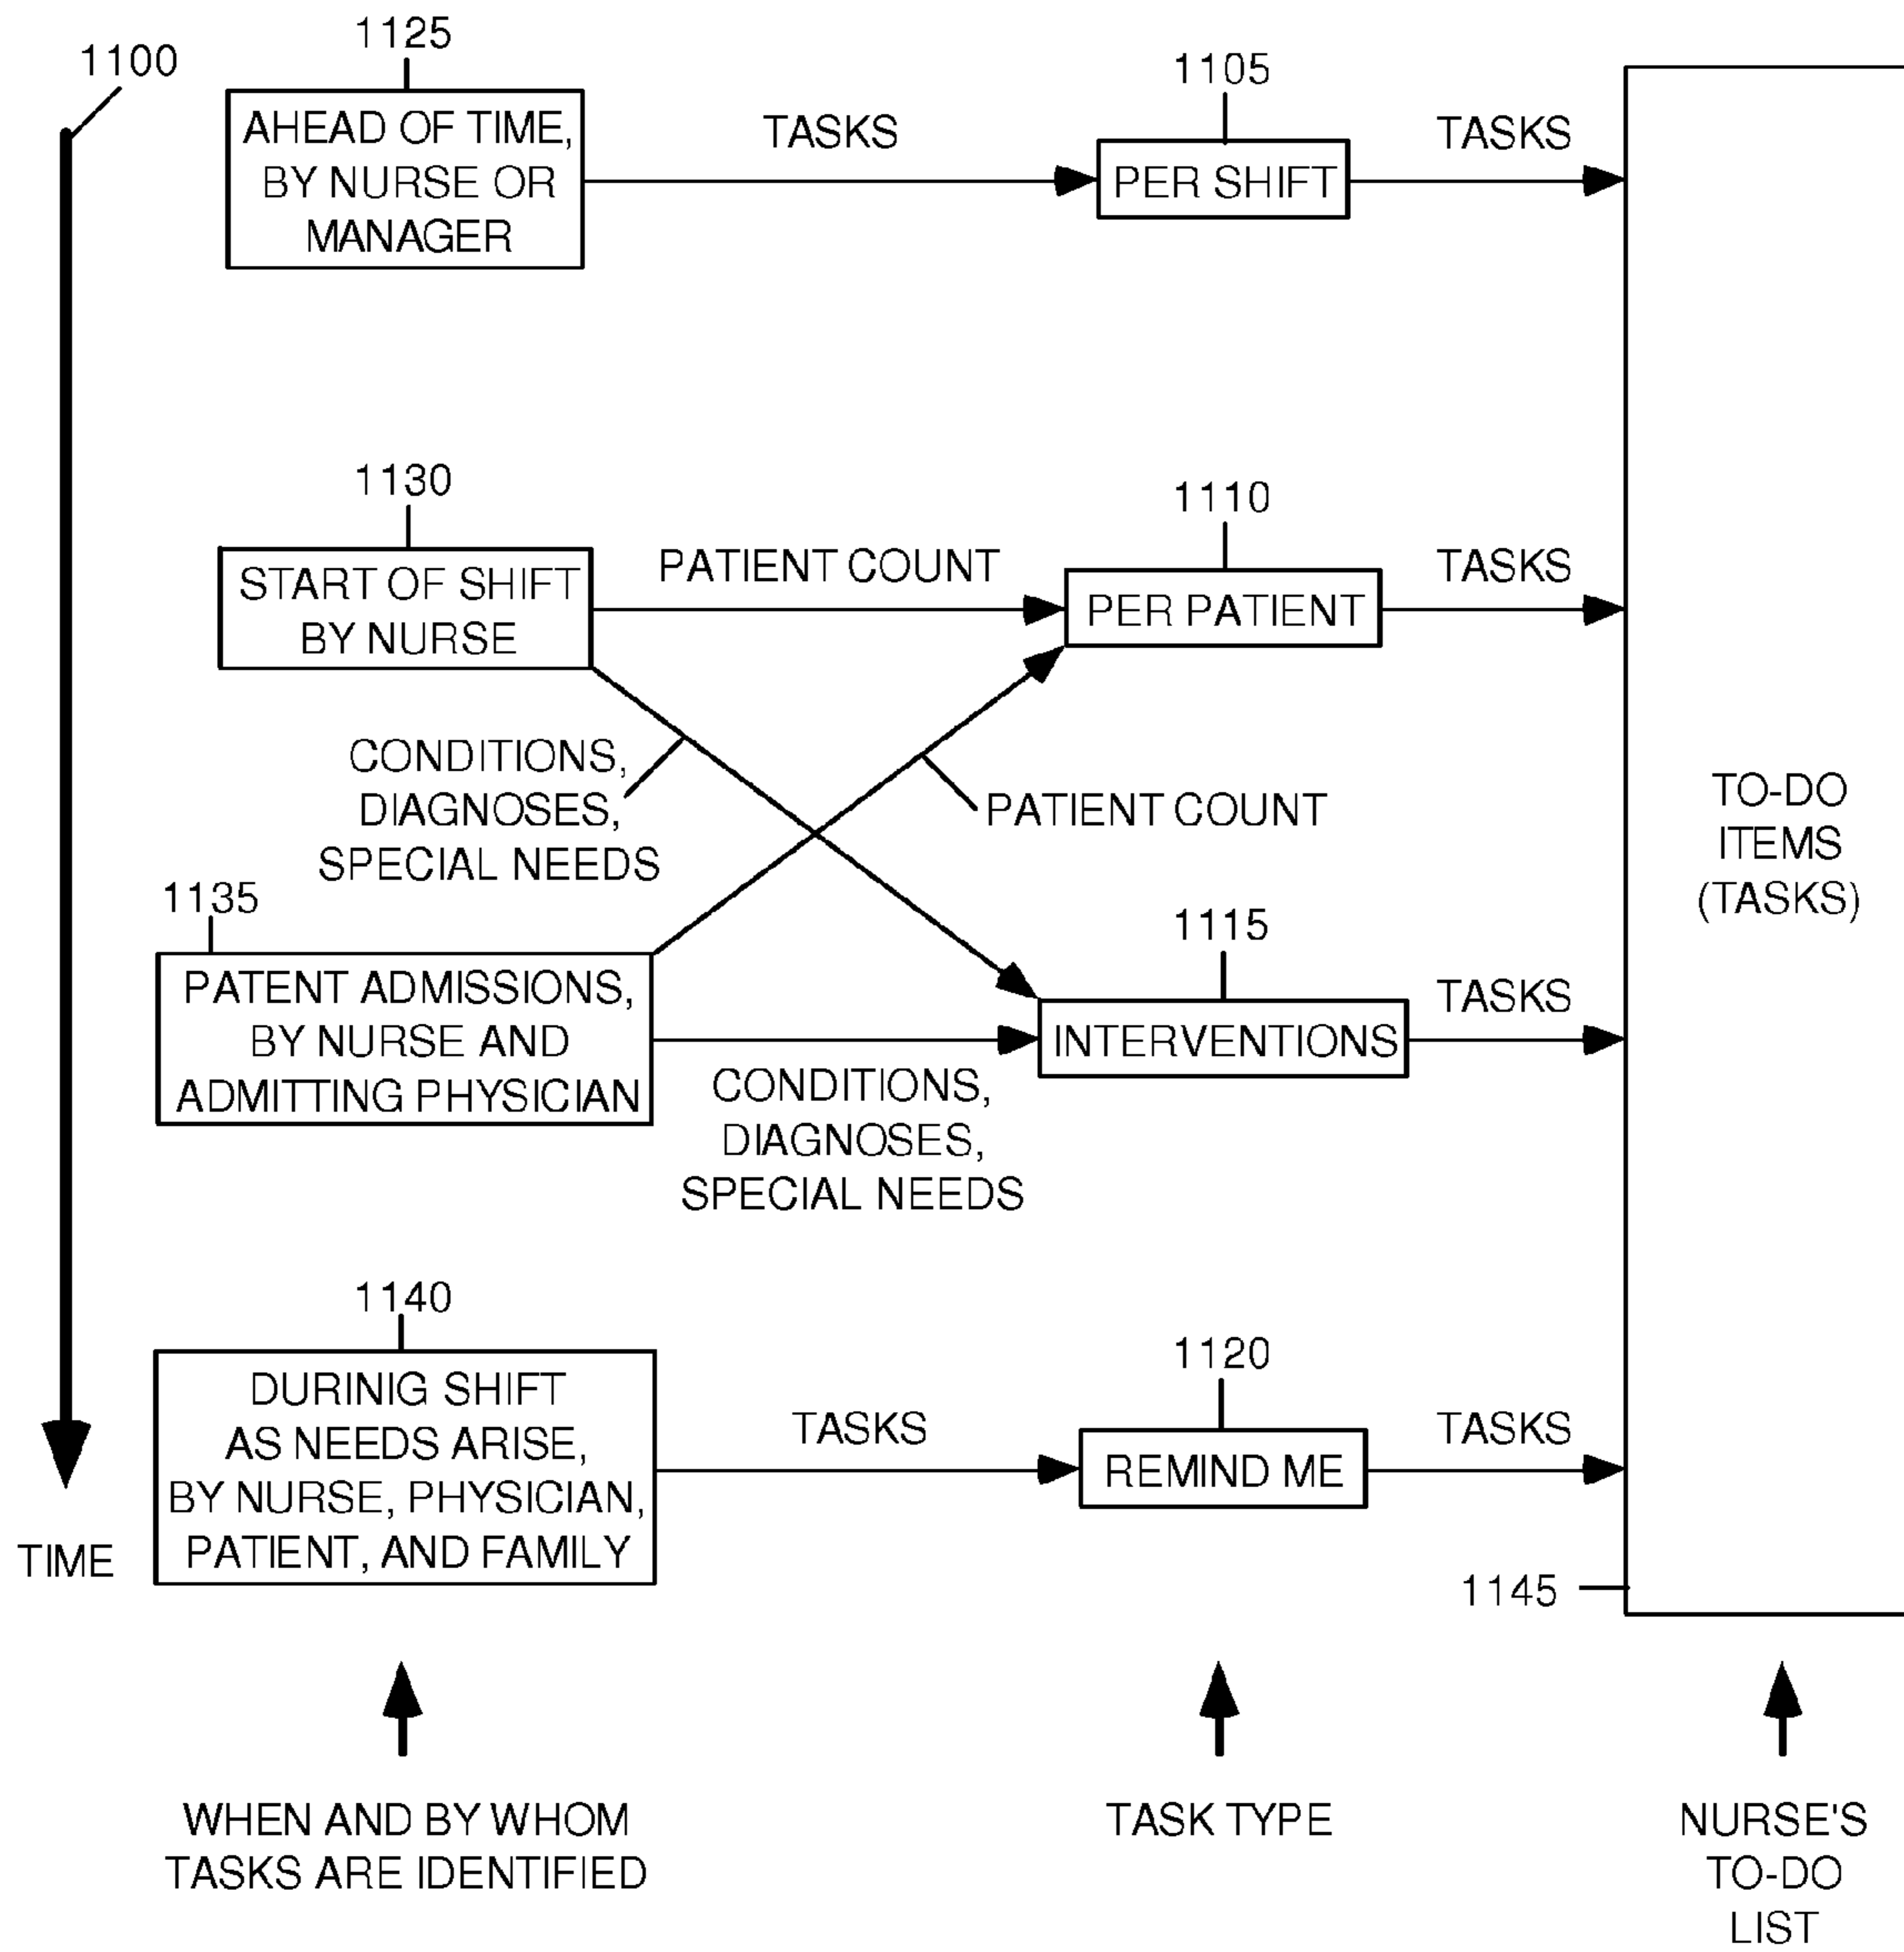 1100
1125
AHEAD OF TIME,
BY NURSE OR
MANAGER
TASKS
1105
PER SHIFT
TASKS
1130
START OF SHIFT
BY NURSE
PATIENT COUNT
1110
PER PATIENT
TASKS
CONDITIONS,
DIAGNOSES,
SPECIAL NEEDS
PATIENT COUNT
TO-DO
ITEMS
(TASKS)
1135
PATENT ADMISSIONS,
BY NURSE AND
ADMITTING PHYSICIAN
1115
INTERVENTIONS
TASKS
CONDITIONS,
DIAGNOSES,
SPECIAL NEEDS
1140
DURINIG SHIFT
AS NEEDS ARISE,
BY NURSE, PHYSICIAN,
PATIENT, AND FAMILY
TASKS
1120
REMIND ME
TASKS
TIME
1145
WHEN AND BY WHOM
TASKS ARE IDENTIFIED
TASK TYPE
NURSE'S
TO-DO
LIST